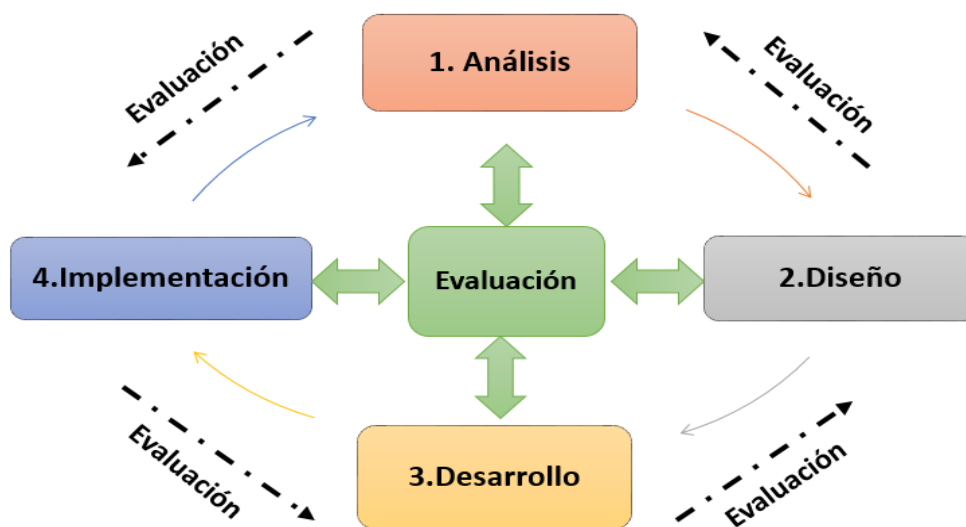 Evaluación
1. Análisis
Evaluación
4.Implementación
Evaluación
2.Diseño
Evaluación
3.Desarrollo
Evaluación